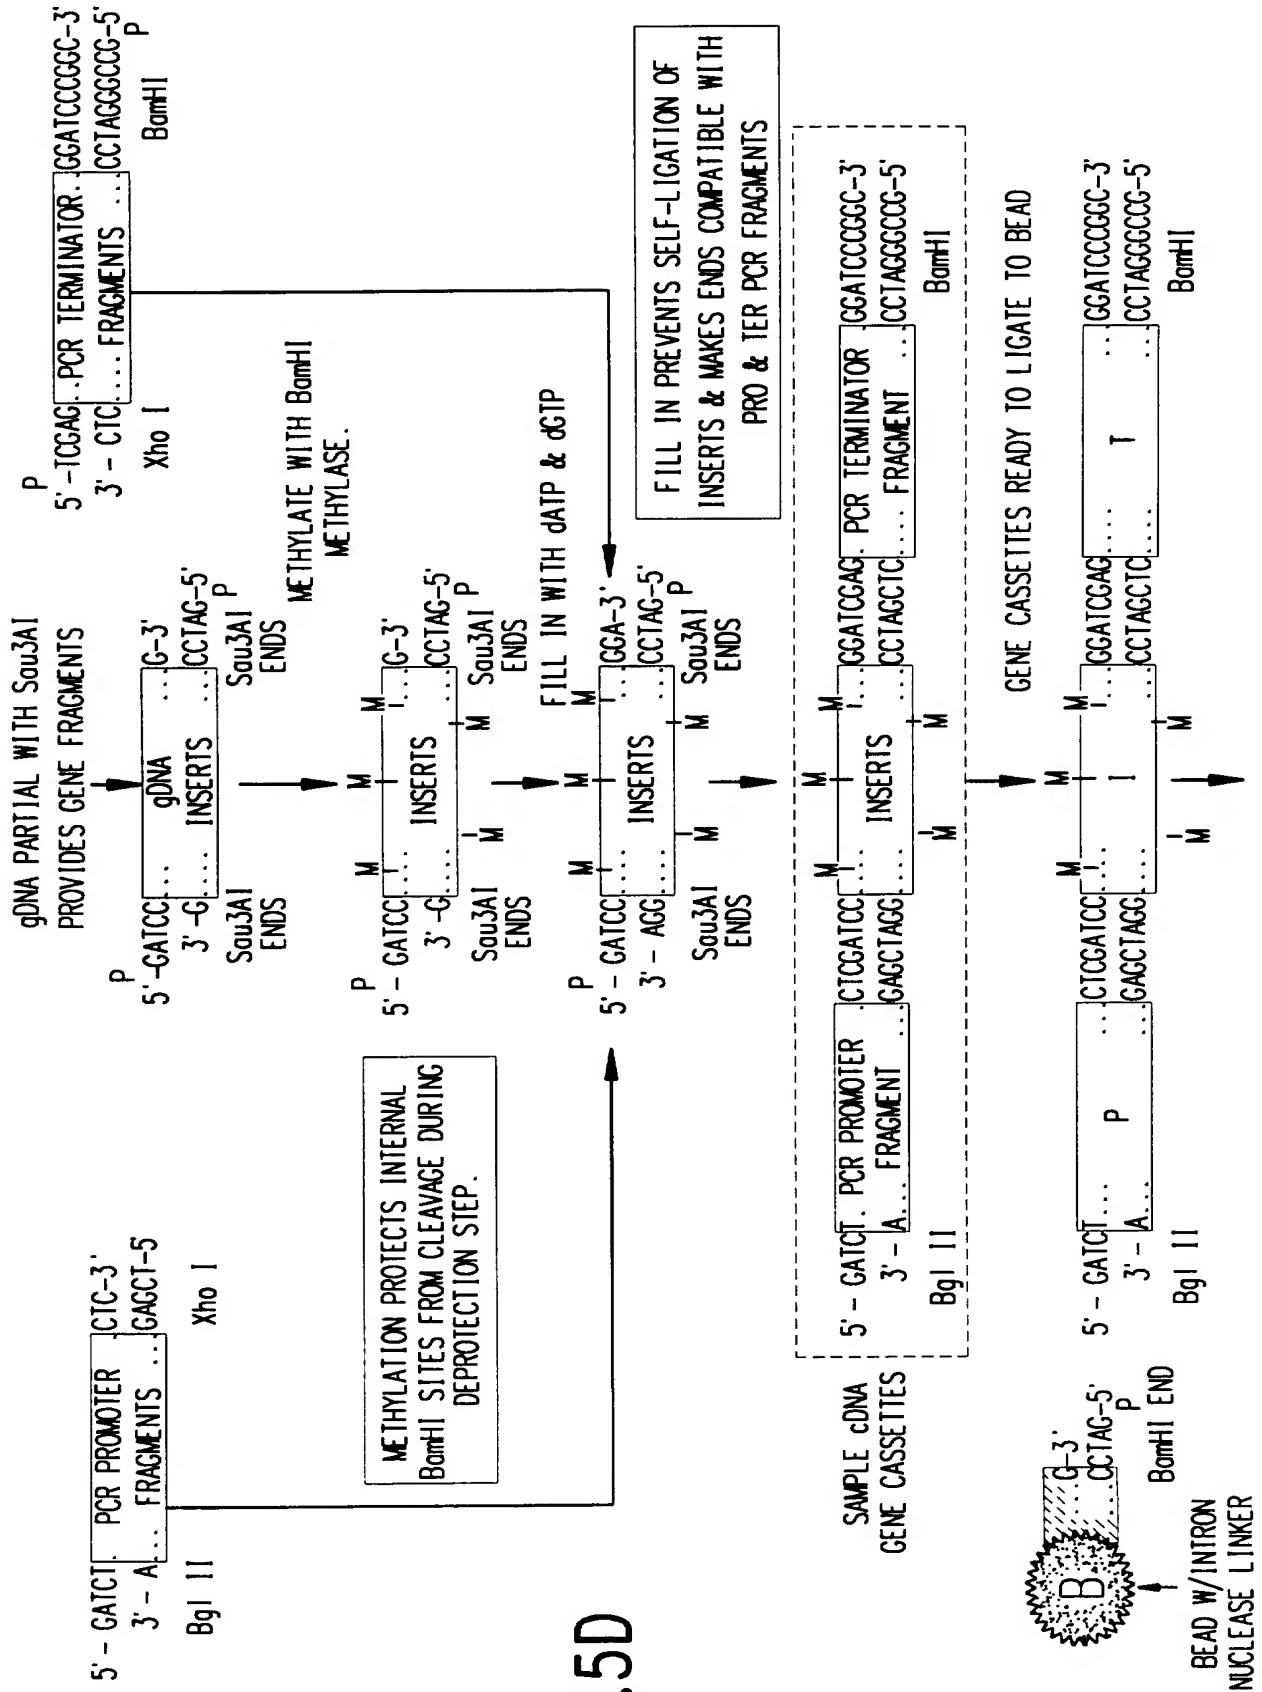 gDNA PARTIAL WITH Sau3AI
PROVIDES GENE FRAGMENTS
5' - GATCT. PCR PROMOTER .CTC-3'
3' - A.... FRAGMENTS ...GAGCT-5
Bgl II
Xho I
P
5'-GATCC.... gDNA ...G-3'
3'-G.... INSERTS ...CCTAG-5'
P
Sau3AI
ENDS
Sau3AI
ENDS
P
5'-TCGAG..PCR TERMINATOR..GGATCCCGGC-3'
3'- CTC.... FRAGMENTS ...CCTAGGGCCG-5'
P
Xho I
BamHI
METHYLATE WITH BamHI
METHYLASE.
METHYLATION PROTECTS INTERNAL
BamHI SITES FROM CLEAVAGE DURING
DEPROTECTION STEP.
M M M
P
5' - GATCC.... ...G-3'
INSERTS
3' -G.... ...CCTAG-5'
P
M M
Sau3AI
ENDS
Sau3AI
ENDS
FILL IN WITH dATP & dGTP
M M M
P
5' - GATCC.... ...GGA-3'
INSERTS
3' - AGG.... ...CCTAG-5'
P
M M
Sau3AI
ENDS
Sau3AI
ENDS
FILL IN PREVENTS SELF-LIGATION OF
INSERTS & MAKES ENDS COMPATIBLE WITH
PRO & TER PCR FRAGMENTS
.5D
SAMPLE cDNA
GENE CASSETTES
M M M
5' - GATCT. PCR PROMOTER .CTCGATCC.... INSERTS ...GGATCGAG. PCR TERMINATOR .GGATCCCGGC-3'
3' - A... FRAGMENT ...GAGCTAGG.... ...CCTAGCTC.... FRAGMENT ...CCTAGGGCCG-5'
M M
Bgl II
BamHI
GENE CASSETTES READY TO LIGATE TO BEAD
M M M
B
G-3'
CCTAG-5'
P
BamHI END
BEAD W/INTRON
NUCLEASE LINKER
5' - GATCT.... ...CTCGATCC.... ...GGATCGAG.... ...GGATCCCGGC-3'
P I T
3' - A... ...GAGCTAGG.... ...CCTAGCTC.... ...CCTAGGGCCG-5'
M M
Bgl II
BamHI